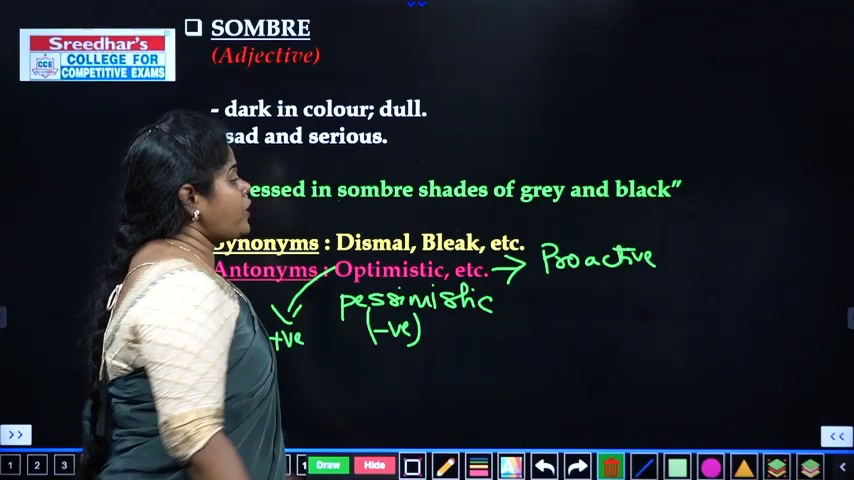 SOMBRE
Sreedhar's
CCE
COLLEGE FOR
COMPETITIVE EXAMS
(Adjective)
- dark in colour; dull.
sad and serious.
essed in sombre shades of grey and black”
Synonyms : Dismal, Bleak, etc.
Antonyms : Optimistic, etc. → Proactive
pessimistic
+ve (-ve)
>> <<
1 2 3 1 Draw Hide A <